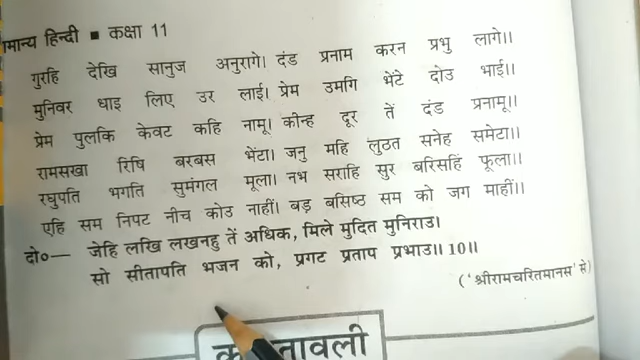 मान्य हिन्दी ■ कक्षा 11
गुरहि देखि सानुज अनुरागे। दंड प्रनाम करन प्रभु लागे।।
मुनिवर धाइ लिए उर लाई। प्रेम उमगि भेंटे दोउ भाई।।
प्रेम पुलकि केवट कहि नामू। कीन्ह दूर तें दंड प्रनामू।।
रामसखा रिषि बरबस भेंटा। जनु महि लुंठत सनेह समेटा।।
रघुपति भगति सुमंगल मूला। नभ सराहि सुर बरिसहिं फूला।।
एहि सम निपट नीच कोउ नाहीं। बड़ बसिष्ठ सम को जग माहीं।।
दो०— जेहि लखि लखनहु तें अधिक, मिले मुदित मुनिराउ।
सो सीतापति भजन को, प्रगट प्रताप प्रभाउ।। 10।।
('श्रीरामचरितमानस' से)